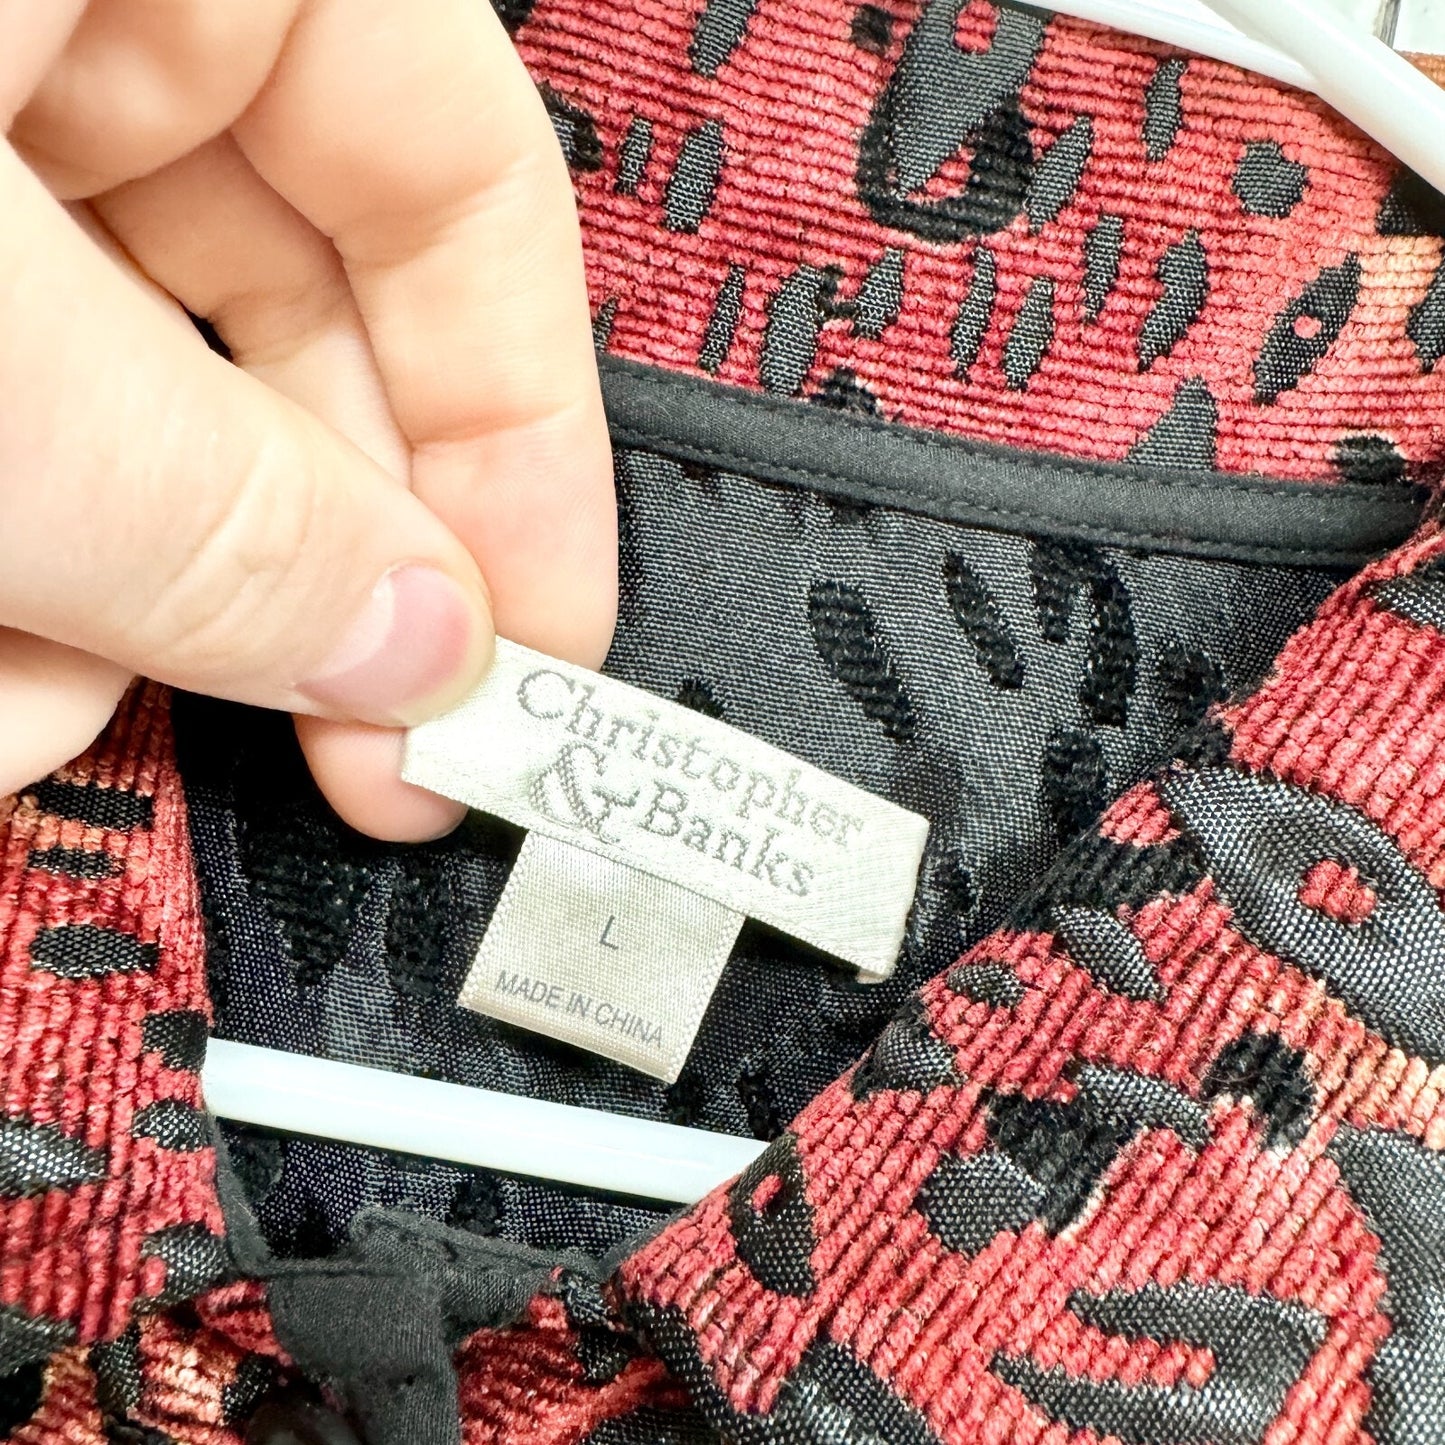 Christopher
& Banks
L
MADE IN CHINA